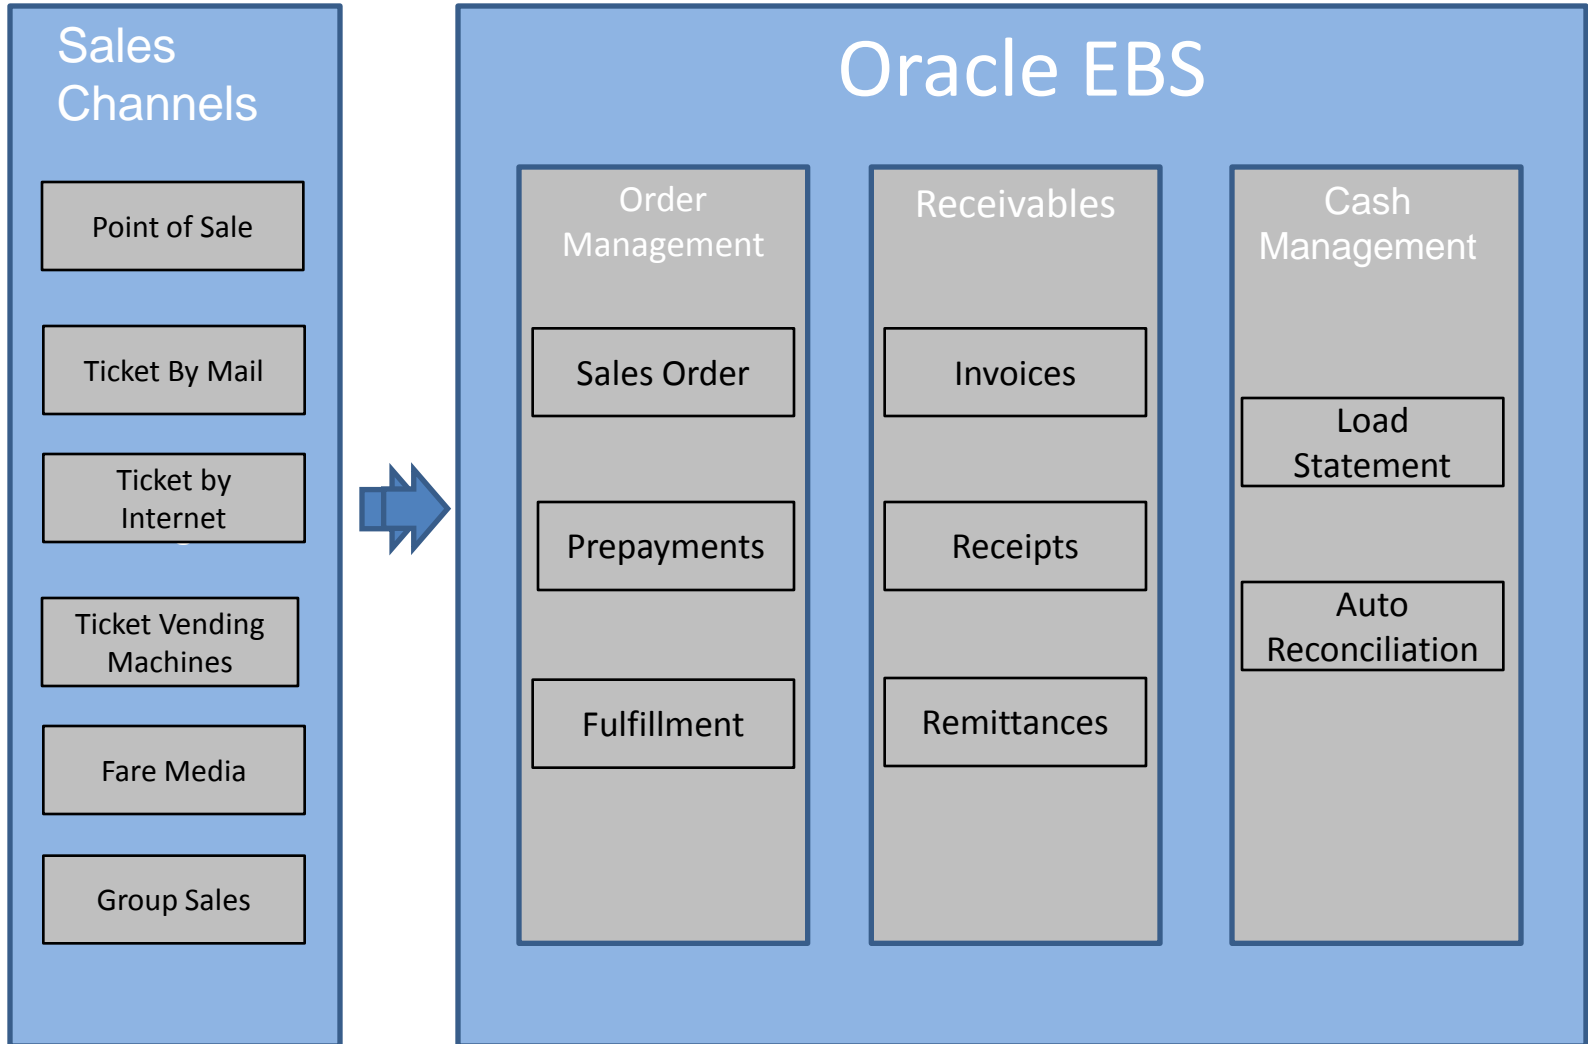 Sales
Channels
Point of Sale
Ticket By Mail
Ticket by
Internet
Ticket Vending
Machines
Fare Media
Group Sales
Oracle EBS
Order
Management
Sales Order
Prepayments
Fulfillment
Receivables
Invoices
Receipts
Remittances
Cash
Management
Load
Statement
Auto
Reconciliation